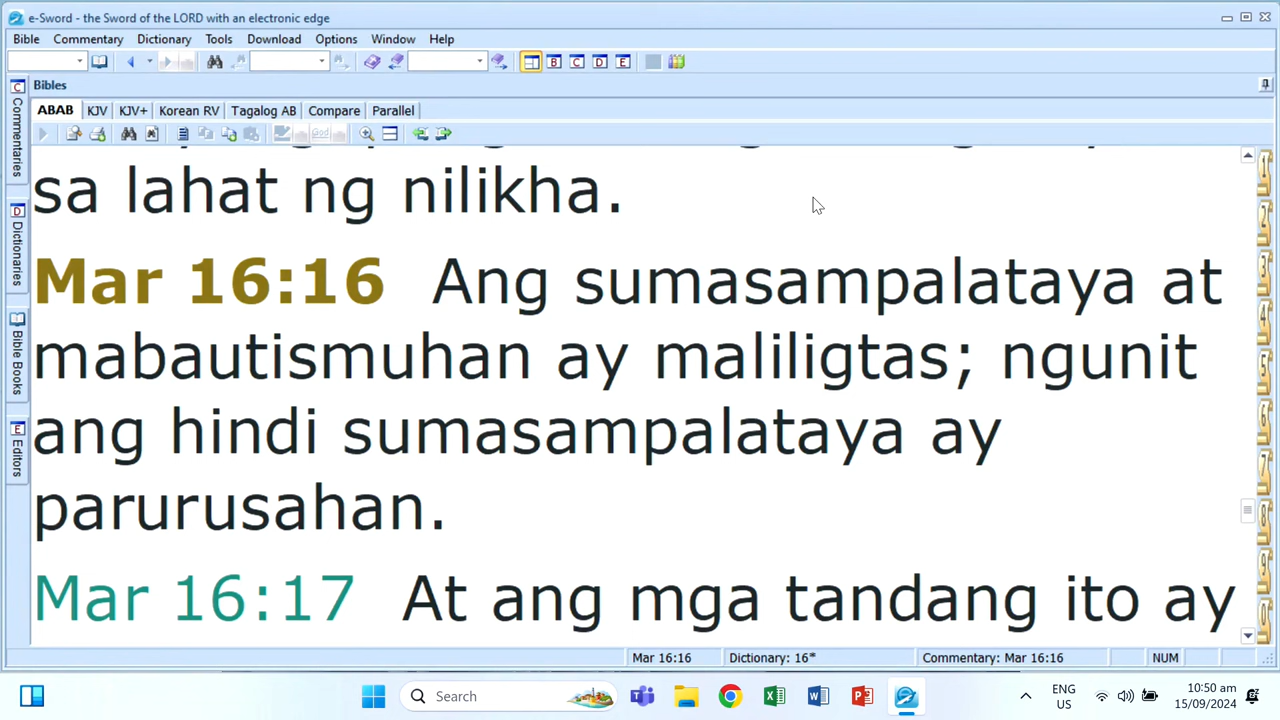 e-Sword - the Sword of the LORD with an electronic edge
Bible Commentary Dictionary Tools Download Options Window Help
Bibles
ABAB KJV KJV+ Korean RV Tagalog AB Compare Parallel
Commentaries
Dictionaries
Bible Books
Editors
sa lahat ng nilikha.
Mar 16:16 Ang sumasampalataya at
mabautismuhan ay maliligtas; ngunit
ang hindi sumasampalataya ay
parurusahan.
Mar 16:17 At ang mga tandang ito ay
Mar 16:16 Dictionary: 16* Commentary: Mar 16:16 NUM
Search
ENG
US
10:50 am
15/09/2024